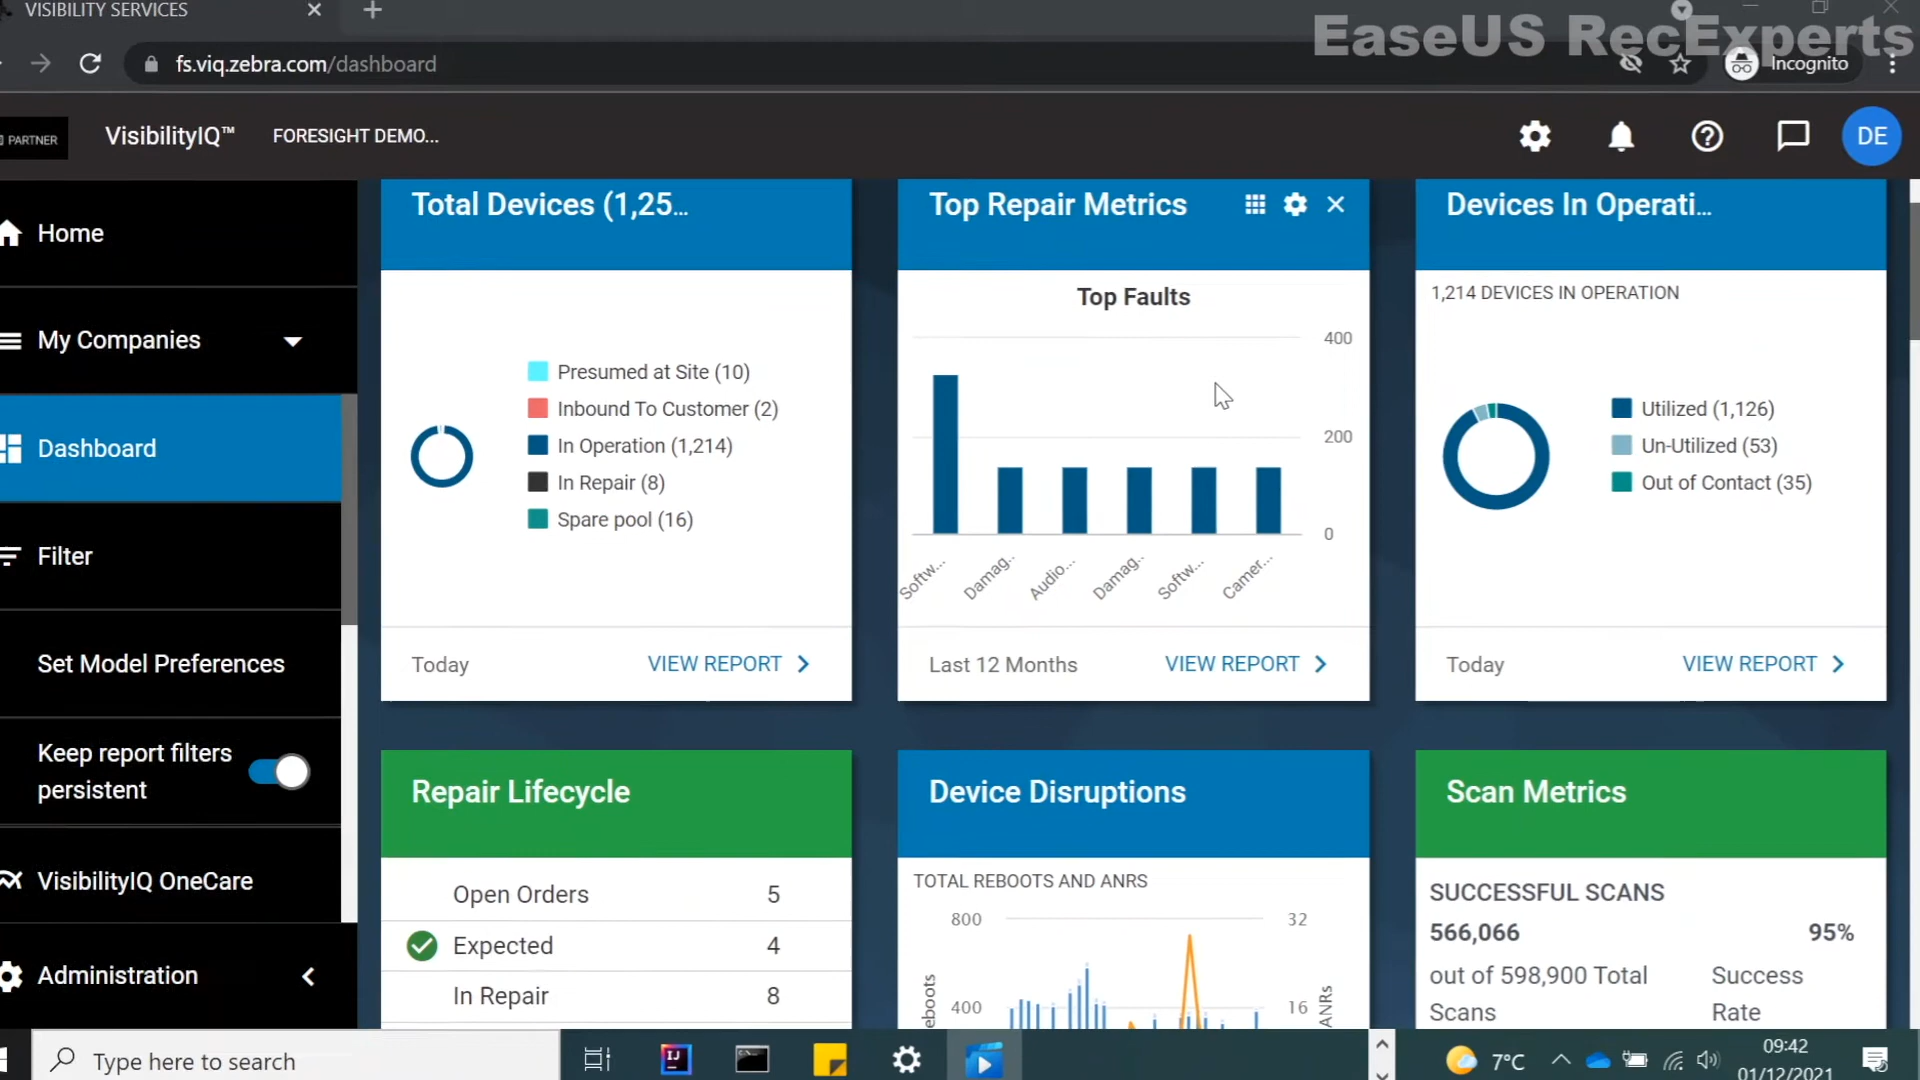 VISIBILITY SERVICES
EaseUS RecExperts
fs.viq.zebra.com/dashboard
Incognito
PARTNER
VisibilityIQ™
FORESIGHT DEMO...
DE
Home
My Companies
Dashboard
Filter
Set Model Preferences
Keep report filters
persistent
VisibilityIQ OneCare
Administration
Total Devices (1,25...
Presumed at Site (10)
Inbound To Customer (2)
In Operation (1,214)
In Repair (8)
Spare pool (16)
Today
VIEW REPORT
Top Repair Metrics
Top Faults
400
200
0
Softw...
Damag..
Audio...
Damag..
Softw...
Camer...
Last 12 Months
VIEW REPORT
Devices In Operati...
1,214 DEVICES IN OPERATION
Utilized (1,126)
Un-Utilized (53)
Out of Contact (35)
Today
VIEW REPORT
Repair Lifecycle
Open Orders 5
Expected 4
In Repair 8
Device Disruptions
TOTAL REBOOTS AND ANRS
800
400
eboots
32
16
ANRs
Scan Metrics
SUCCESSFUL SCANS
566,066 95%
out of 598,900 Total Success
Scans Rate
Type here to search
IJ
7°C
09:42
01/12/2021